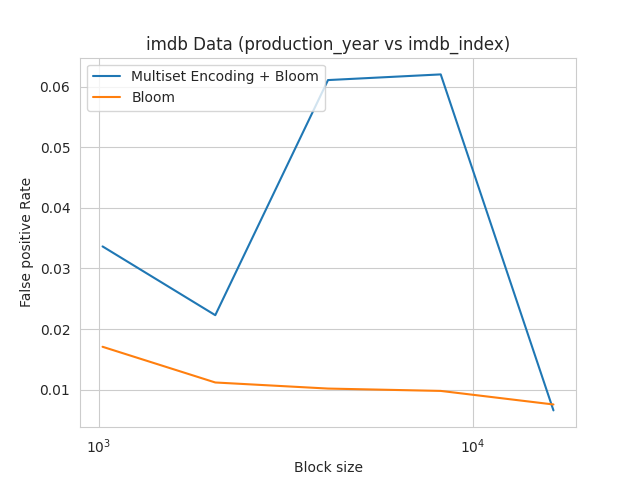 imdb Data (production_year vs imdb_index)
Multiset Encoding + Bloom
Bloom
0.06
0.05
0.04
0.03
0.02
0.01
False positive Rate
10³
10⁴
Block size